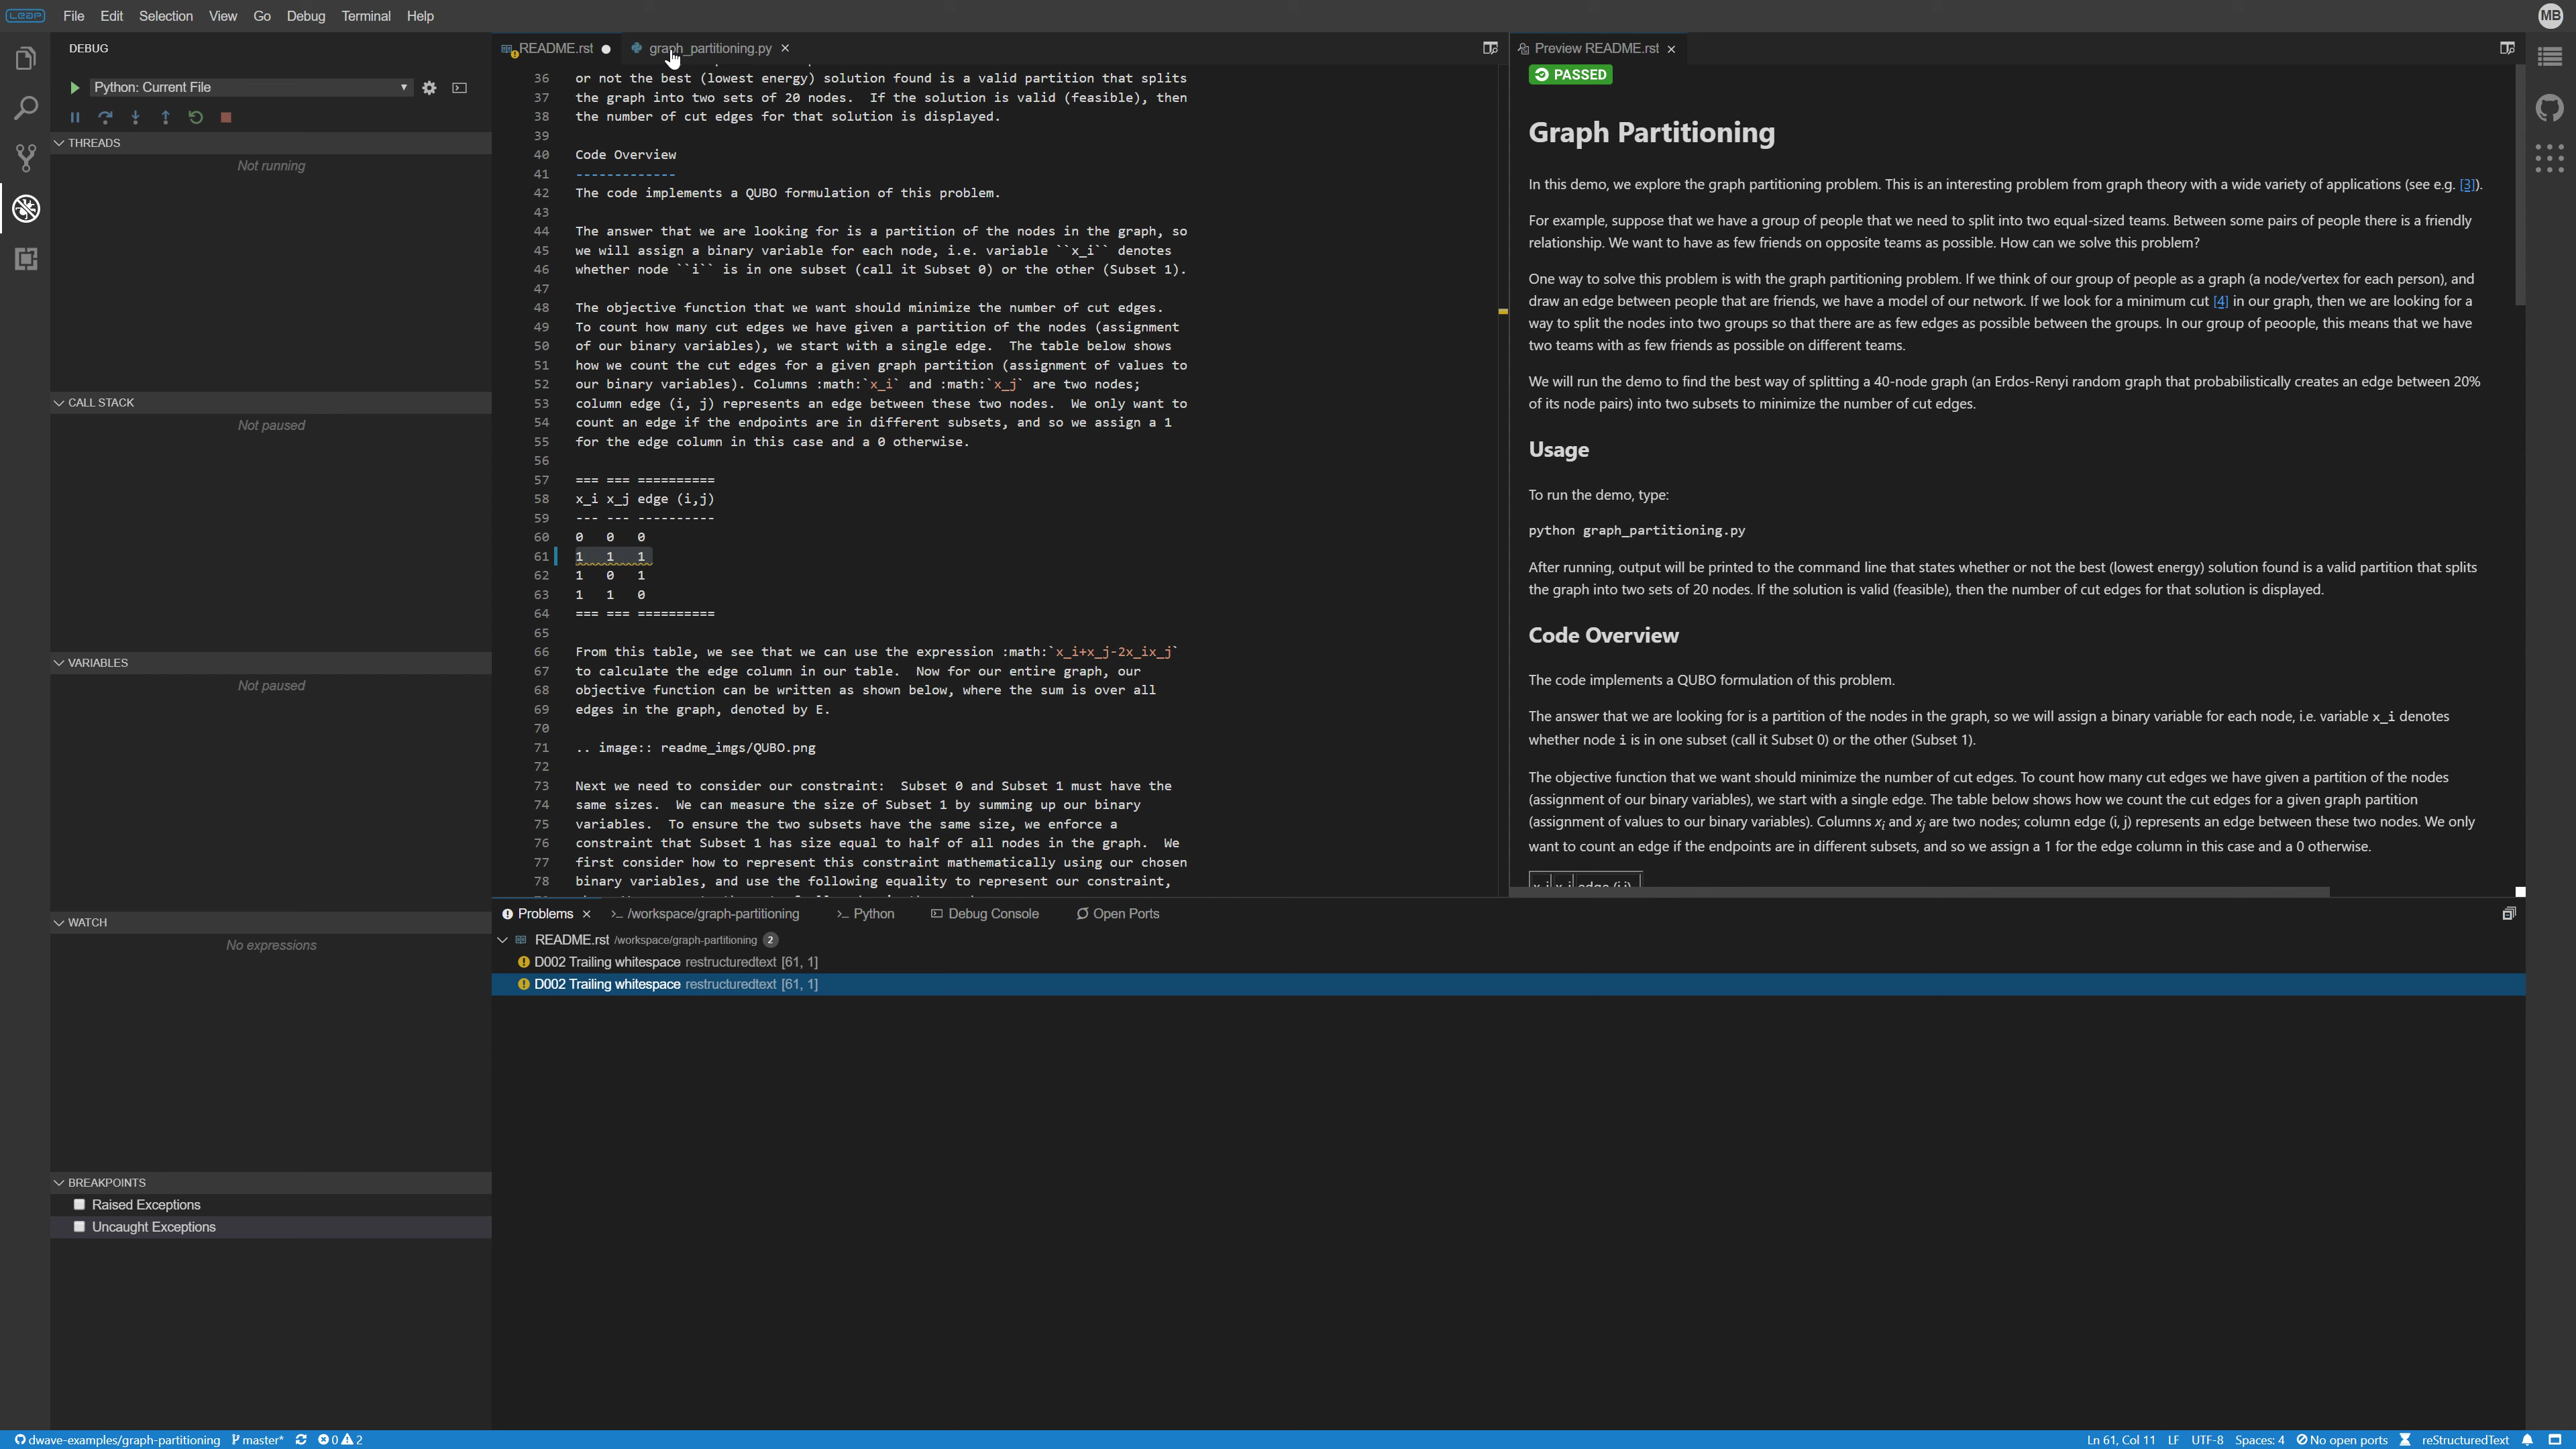 LEAP File Edit Selection View Go Debug Terminal Help MB
DEBUG
Python: Current File
THREADS
Not running
CALL STACK
Not paused
VARIABLES
Not paused
WATCH
No expressions
BREAKPOINTS
Raised Exceptions
Uncaught Exceptions
README.rst graph_partitioning.py
36 or not the best (lowest energy) solution found is a valid partition that splits
37 the graph into two sets of 20 nodes.  If the solution is valid (feasible), then
38 the number of cut edges for that solution is displayed.
39
40 Code Overview
41 -------------
42 The code implements a QUBO formulation of this problem.
43
44 The answer that we are looking for is a partition of the nodes in the graph, so
45 we will assign a binary variable for each node, i.e. variable ``x_i`` denotes
46 whether node ``i`` is in one subset (call it Subset 0) or the other (Subset 1).
47
48 The objective function that we want should minimize the number of cut edges.
49 To count how many cut edges we have given a partition of the nodes (assignment
50 of our binary variables), we start with a single edge.  The table below shows
51 how we count the cut edges for a given graph partition (assignment of values to
52 our binary variables). Columns :math:`x_i` and :math:`x_j` are two nodes;
53 column edge (i, j) represents an edge between these two nodes.  We only want to
54 count an edge if the endpoints are in different subsets, and so we assign a 1
55 for the edge column in this case and a 0 otherwise.
56
57 === === ==========
58 x_i x_j edge (i,j)
59 --- --- ----------
60 0   0   0
61 1   1   1
62 1   0   1
63 1   1   0
64 === === ==========
65
66 From this table, we see that we can use the expression :math:`x_i+x_j-2x_ix_j`
67 to calculate the edge column in our table.  Now for our entire graph, our
68 objective function can be written as shown below, where the sum is over all
69 edges in the graph, denoted by E.
70
71 .. image:: readme_imgs/QUBO.png
72
73 Next we need to consider our constraint:  Subset 0 and Subset 1 must have the
74 same sizes.  We can measure the size of Subset 1 by summing up our binary
75 variables.  To ensure the two subsets have the same size, we enforce a
76 constraint that Subset 1 has size equal to half of all nodes in the graph.  We
77 first consider how to represent this constraint mathematically using our chosen
78 binary variables, and use the following equality to represent our constraint,
Preview README.rst
PASSED
Graph Partitioning
In this demo, we explore the graph partitioning problem. This is an interesting problem from graph theory with a wide variety of applications (see e.g. [3]).
For example, suppose that we have a group of people that we need to split into two equal-sized teams. Between some pairs of people there is a friendly
relationship. We want to have as few friends on opposite teams as possible. How can we solve this problem?
One way to solve this problem is with the graph partitioning problem. If we think of our group of people as a graph (a node/vertex for each person), and
draw an edge between people that are friends, we have a model of our network. If we look for a minimum cut [4] in our graph, then we are looking for a
way to split the nodes into two groups so that there are as few edges as possible between the groups. In our group of peoople, this means that we have
two teams with as few friends as possible on different teams.
We will run the demo to find the best way of splitting a 40-node graph (an Erdos-Renyi random graph that probabilistically creates an edge between 20%
of its node pairs) into two subsets to minimize the number of cut edges.
Usage
To run the demo, type:
python graph_partitioning.py
After running, output will be printed to the command line that states whether or not the best (lowest energy) solution found is a valid partition that splits
the graph into two sets of 20 nodes. If the solution is valid (feasible), then the number of cut edges for that solution is displayed.
Code Overview
The code implements a QUBO formulation of this problem.
The answer that we are looking for is a partition of the nodes in the graph, so we will assign a binary variable for each node, i.e. variable x_i denotes
whether node i is in one subset (call it Subset 0) or the other (Subset 1).
The objective function that we want should minimize the number of cut edges. To count how many cut edges we have given a partition of the nodes
(assignment of our binary variables), we start with a single edge. The table below shows how we count the cut edges for a given graph partition
(assignment of values to our binary variables). Columns xi and xj are two nodes; column edge (i, j) represents an edge between these two nodes. We only
want to count an edge if the endpoints are in different subsets, and so we assign a 1 for the edge column in this case and a 0 otherwise.
Problems /workspace/graph-partitioning Python Debug Console Open Ports
README.rst /workspace/graph-partitioning 2
D002 Trailing whitespace restructuredtext [61, 1]
D002 Trailing whitespace restructuredtext [61, 1]
dwave-examples/graph-partitioning master* 0 2 Ln 61, Col 11 LF UTF-8 Spaces: 4 No open ports reStructuredText